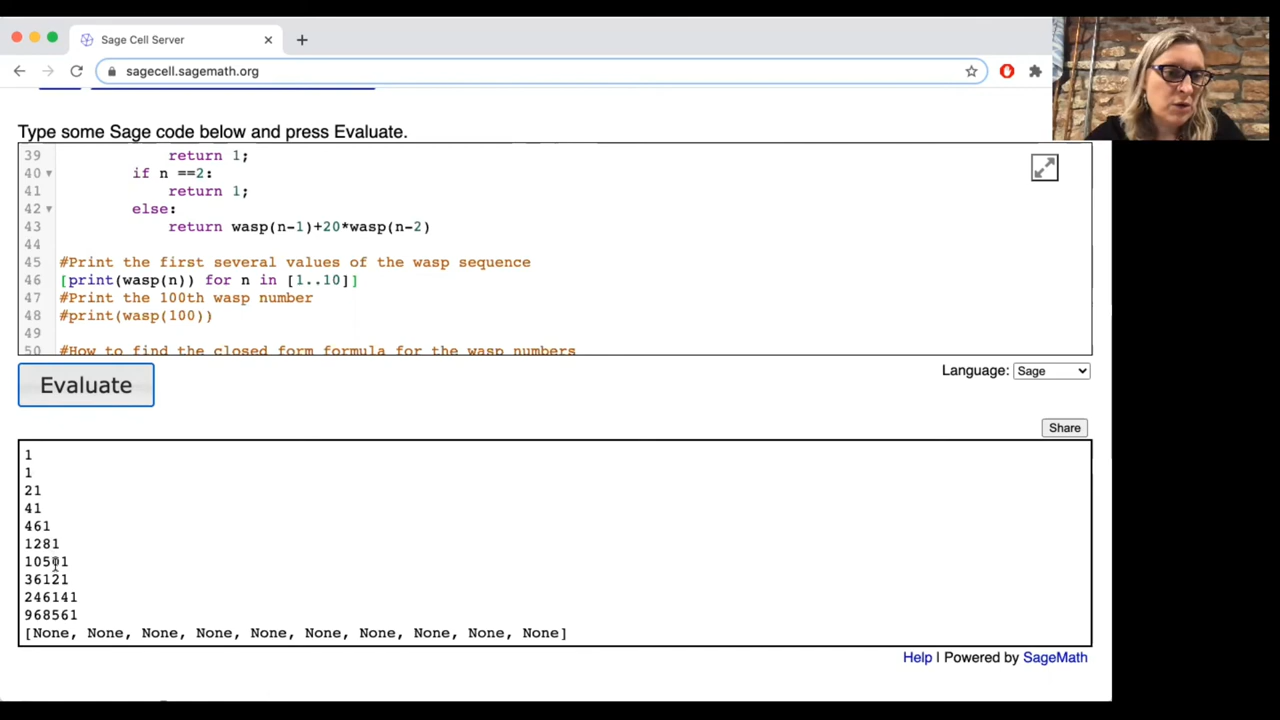 Sage Cell Server
sagecell.sagemath.org
Type some Sage code below and press Evaluate.
39 return 1;
40 if n ==2:
41 return 1;
42 else:
43 return wasp(n-1)+20*wasp(n-2)
44
45 #Print the first several values of the wasp sequence
46 [print(wasp(n)) for n in [1..10]]
47 #Print the 100th wasp number
48 #print(wasp(100))
49
50 #How to find the closed form formula for the wasp numbers
Evaluate
Language: Sage
Share
1
1
21
41
461
1281
10501
36121
246141
968561
[None, None, None, None, None, None, None, None, None, None]
Help | Powered by SageMath